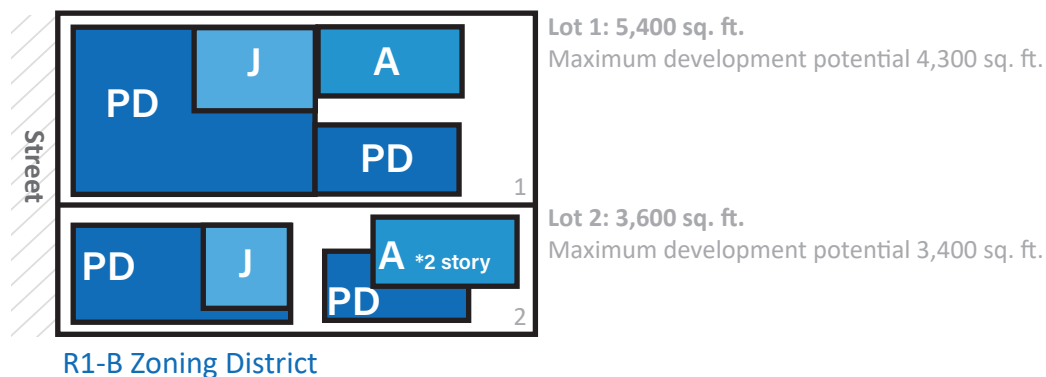 Street
PD
J
A
PD
1
Lot 1: 5,400 sq. ft.
Maximum development potential 4,300 sq. ft.
PD
J
A *2 story
PD
2
Lot 2: 3,600 sq. ft.
Maximum development potential 3,400 sq. ft.
R1-B Zoning District